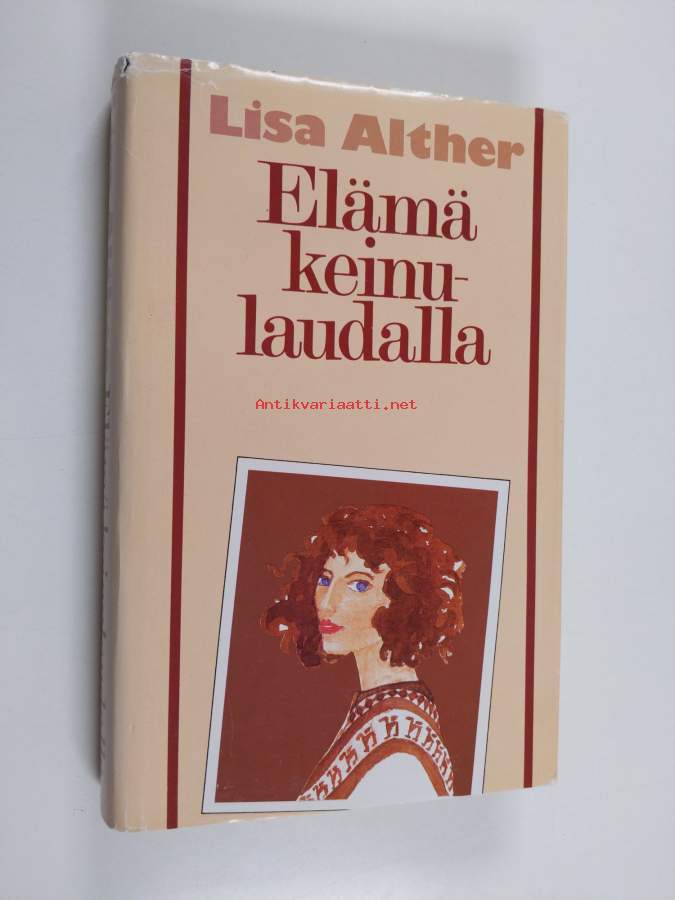 Lisa Alther
Elämä
keinu-
laudalla
Antikvariaatti.net